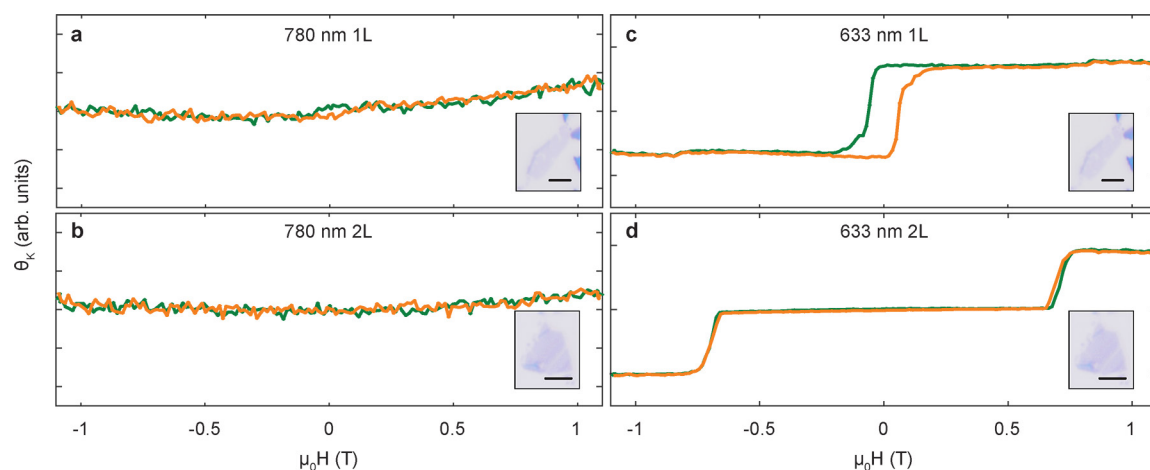 a 780 nm 1L
c 633 nm 1L
b 780 nm 2L
d 633 nm 2L
θK (arb. units)
-1 -0.5 0 0.5 1
-1 -0.5 0 0.5 1
μ0H (T)
μ0H (T)